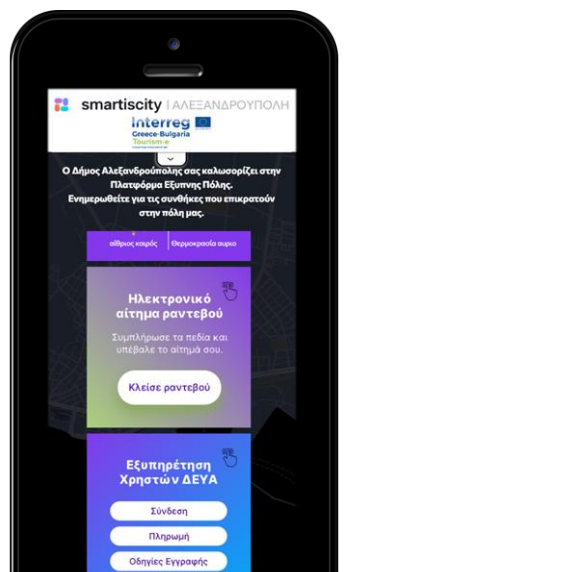 smartiscity | ΑΛΕΞΑΝΔΡΟΥΠΟΛΗ
Interreg
Greece-Bulgaria
Tourism-e
Ο Δήμος Αλεξανδρούπολης σας καλωσορίζει στην
Πλατφόρμα Εξυπνης Πόλης.
Ενημερωθείτε για τις συνθήκες που επικρατούν
στην πόλη μας.
αίθριος καιρός
Θερμοκρασία αυριο
Ηλεκτρονικό
αίτημα ραντεβού
Συμπλήρωσε τα πεδία και
υπέβαλε το αίτημά σου.
Κλείσε ραντεβού
Εξυπηρέτηση
Χρηστών ΔΕΥΑ
Σύνδεση
Πληρωμή
Οδηγίες Εγγραφής